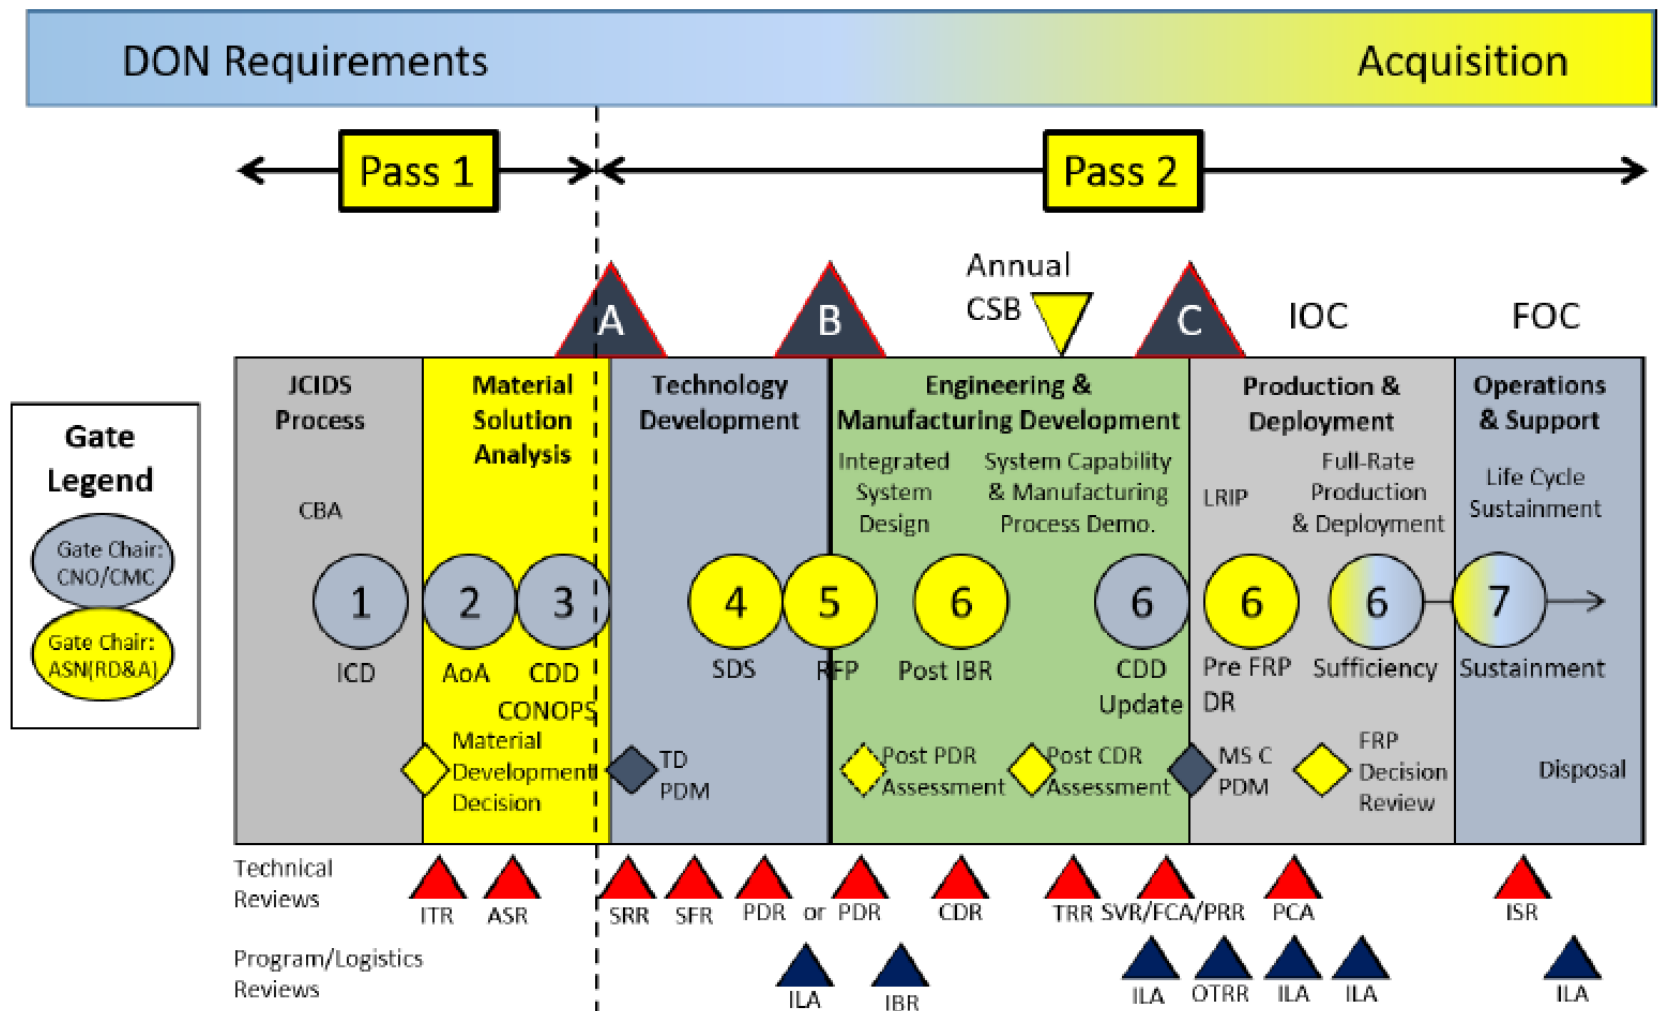 DON Requirements
Acquisition
Pass 1
Pass 2
Annual
CSB
A
B
C
IOC
FOC
Gate
Legend
Gate Chair:
CNO/CMC
Gate Chair:
ASN(RD&A)
JCIDS
Process
CBA
1
ICD
Material
Solution
Analysis
2
3
AoA
CDD
CONOPS
Material
Development
Decision
Technology
Development
4
5
SDS
RFP
TD
PDM
Engineering &
Manufacturing Development
Integrated
System
Design
System Capability
& Manufacturing
Process Demo.
6
Post IBR
6
CDD
Update
Post PDR
Assessment
Post CDR
Assessment
Production &
Deployment
LRIP
Full-Rate
Production
& Deployment
6
Pre FRP
DR
6
Sufficiency
MS C
PDM
FRP
Decision
Review
Operations
& Support
Life Cycle
Sustainment
7
Sustainment
Disposal
Technical
Reviews
ITR
ASR
SRR
SFR
PDR or PDR
CDR
TRR
SVR/FCA/PRR
PCA
ISR
Program/Logistics
Reviews
ILA
IBR
ILA
OTRR
ILA
ILA
ILA